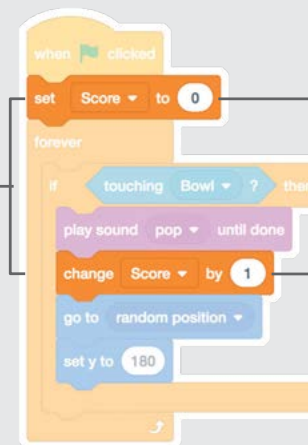 when clicked
set Score to 0
forever
if touching Bowl ? then
play sound pop until done
change Score by 1
go to random position
set y to 180